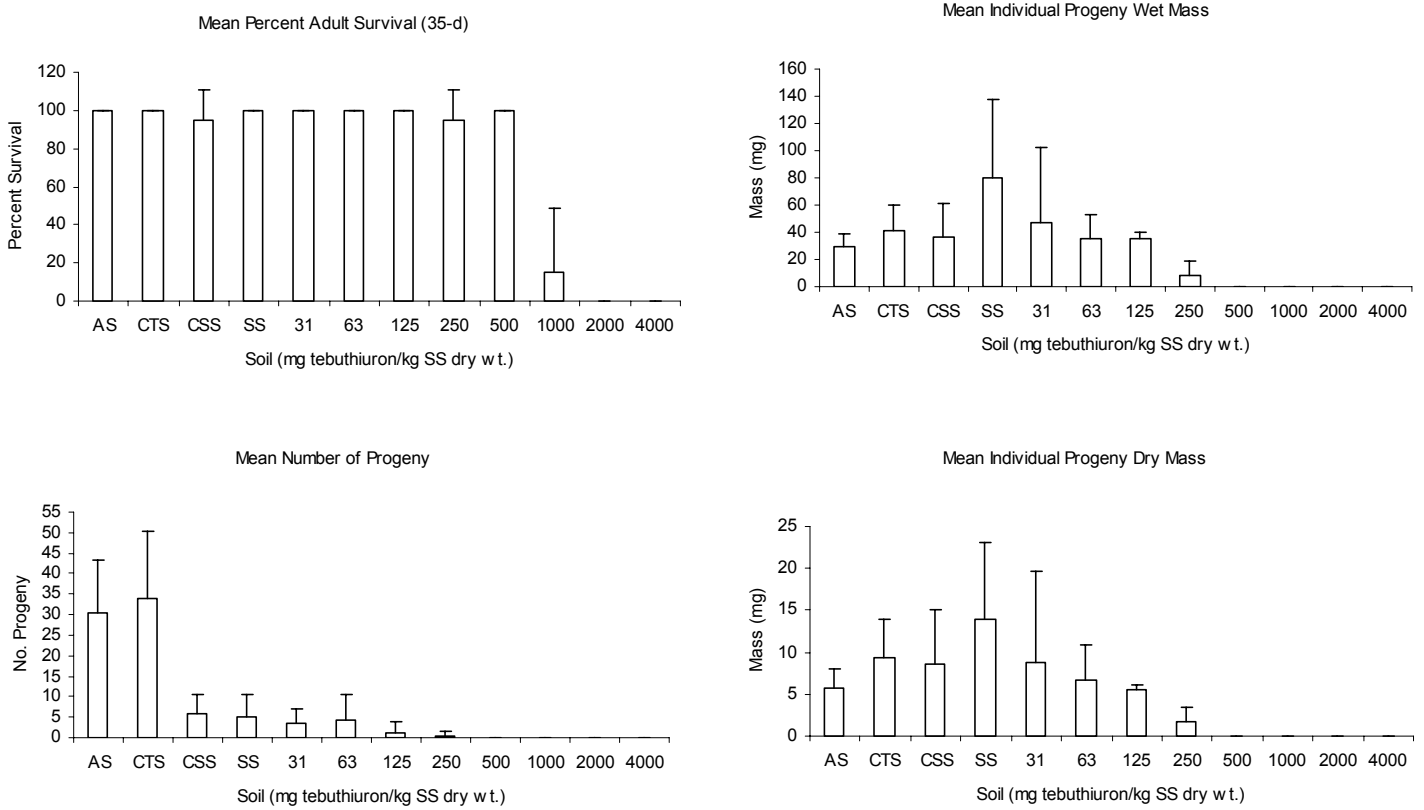 Mean Percent Adult Survival (35-d)
120
100
80
60
40
20
0
Percent Survival
AS CTS CSS SS 31 63 125 250 500 1000 2000 4000
Soil (mg tebuthiuron/kg SS dry wt.)
Mean Individual Progeny Wet Mass
160
140
120
100
80
60
40
20
0
Mass (mg)
AS CTS CSS SS 31 63 125 250 500 1000 2000 4000
Soil (mg tebuthiuron/kg SS dry wt.)
Mean Number of Progeny
55
50
45
40
35
30
25
20
15
10
5
0
No. Progeny
AS CTS CSS SS 31 63 125 250 500 1000 2000 4000
Soil (mg tebuthiuron/kg SS dry wt.)
Mean Individual Progeny Dry Mass
25
20
15
10
5
0
Mass (mg)
AS CTS CSS SS 31 63 125 250 500 1000 2000 4000
Soil (mg tebuthiuron/kg SS dry wt.)